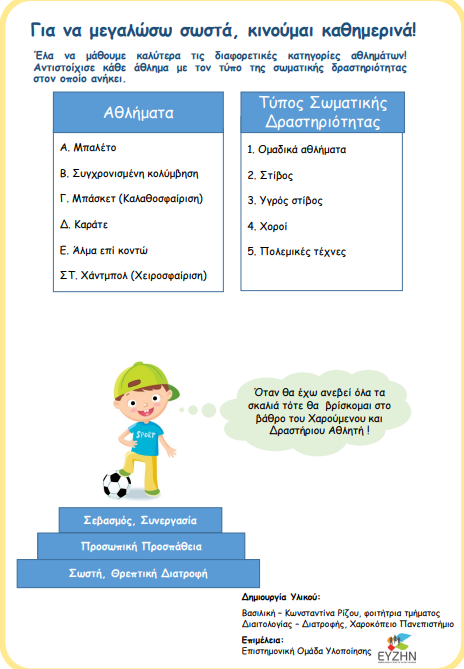 Για να μεγαλώσω σωστά, κινούμαι καθημερινά!
Έλα να μάθουμε καλύτερα τις διαφορετικές κατηγορίες αθλημάτων!
Αντιστοίχισε κάθε άθλημα με τον τύπο της σωματικής δραστηριότητας
στον οποίο ανήκει.
Αθλήματα
Α. Μπαλέτο
Β. Συγχρονισμένη κολύμβηση
Γ. Μπάσκετ (Καλαθοσφαίριση)
Δ. Καράτε
Ε. Άλμα επί κοντώ
ΣΤ. Χάντμπολ (Χειροσφαίριση)
Τύπος Σωματικής
Δραστηριότητας
1. Ομαδικά αθλήματα
2. Στίβος
3. Υγρός στίβος
4. Χοροί
5. Πολεμικές τέχνες
Όταν θα έχω ανεβεί όλα τα
σκαλιά τότε θα βρίσκομαι στο
βάθρο του Χαρούμενου και
Δραστήριου Αθλητή !
SPORT
Σεβασμός, Συνεργασία
Προσωπική Προσπάθεια
Σωστή, Θρεπτική Διατροφή
Δημιουργία Υλικού:
Βασιλική – Κωνσταντίνα Ρίζου, φοιτήτρια τμήματος
Διαιτολογίας – Διατροφής, Χαροκόπειο Πανεπιστήμιο
Επιμέλεια:
Επιστημονική Ομάδα Υλοποίησης
ΕΥΖΗΝ